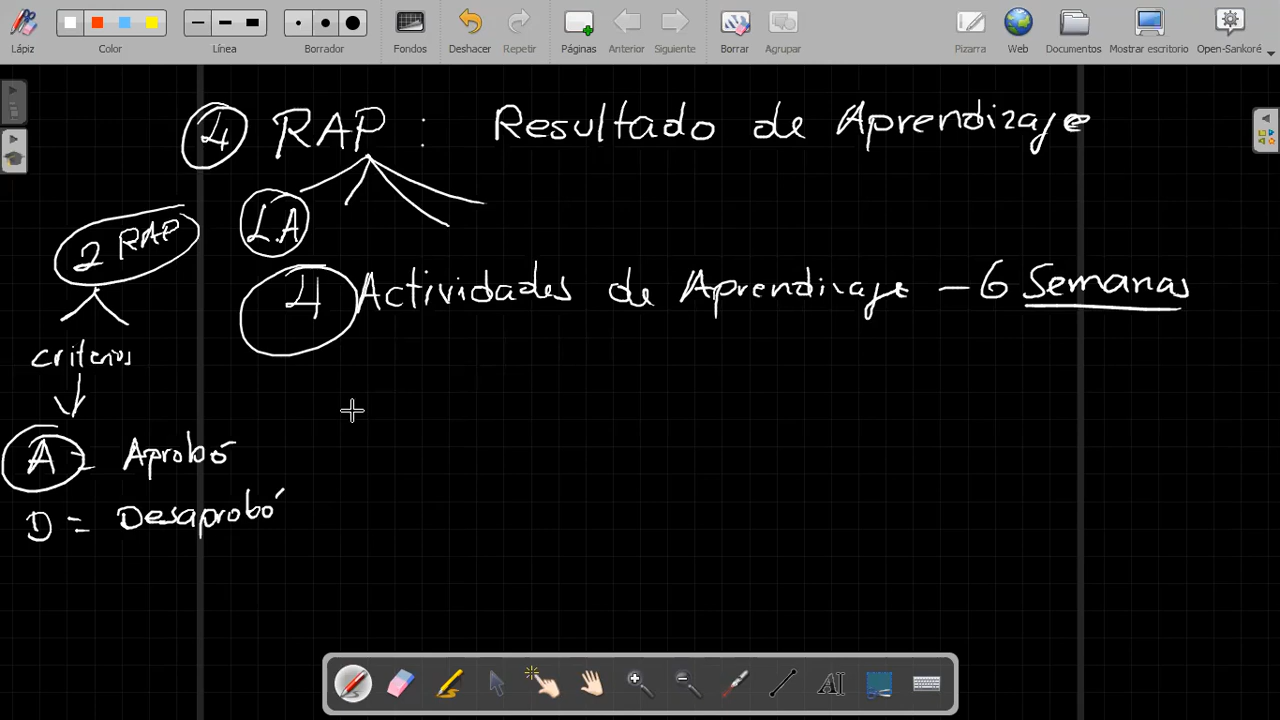 Lápiz Color Línea Borrador Fondos Deshacer Repetir Páginas Anterior Siguiente Borrar Agrupar Pizarra Web Documentos Mostrar escritorio Open-Sankoré
4 RAP : Resultado de Aprendizaje
2 RAP
L.A
4 Actividades de Aprendizaje - 6 Semanas
criterios
A = Aprobó
D = Desaprobó